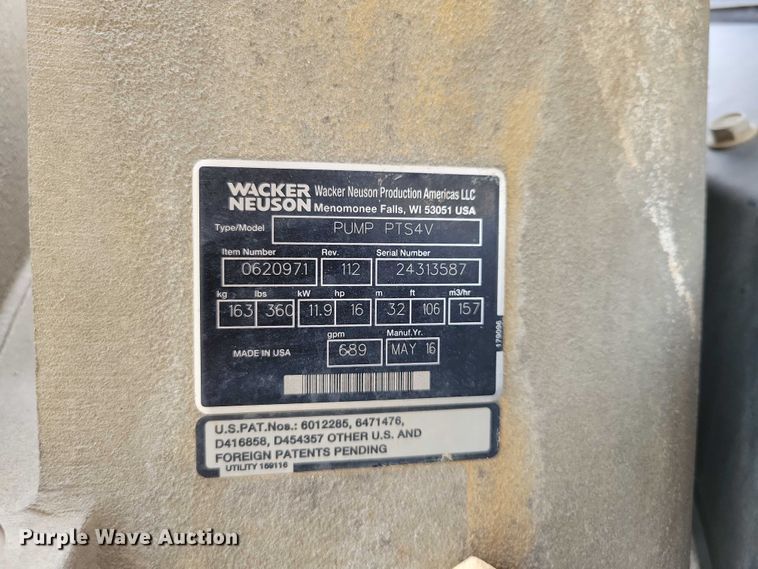 WACKER NEUSON
Wacker Neuson Production Americas LLC
Menomonee Falls, WI 53051 USA
Type/Model PUMP PTS4V
Item Number Rev. Serial Number
0620971 112 24313587
kg lbs kW hp m ft m3/hr
163 360 11.9 16 32 106 157
gpm Manuf.Yr.
MADE IN USA 689 MAY 16
179096
U.S.PAT.Nos.: 6012285, 6471476,
D416858, D454357 OTHER U.S. AND
FOREIGN PATENTS PENDING
UTILITY 159116
Purple Wave Auction